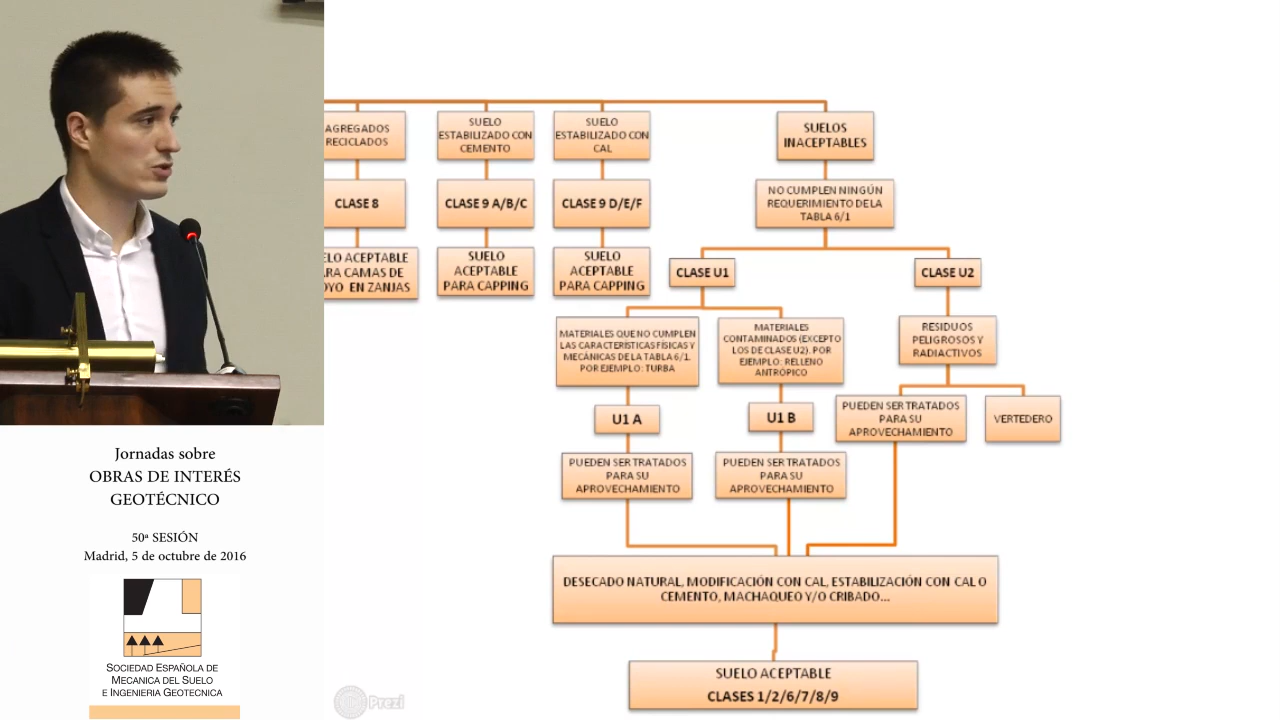 AGREGADOS
RECICLADOS
CLASE 8
PARA CAMAS DE
EN ZANJAS
SUELO
ESTABILIZADO CON
CEMENTO
CLASE 9 A/B/C
SUELO
ACEPTABLE
PARA CAPPING
SUELO
ESTABILIZADO CON
CAL
CLASE 9 D/E/F
SUELO
ACEPTABLE
PARA CAPPING
SUELOS
INACEPTABLES
NO CUMPLEN NINGÚN
REQUERIMIENTO DE LA
TABLA 6/1
CLASE U1
CLASE U2
MATERIALES QUE NO CUMPLEN
LAS CARACTERÍSTICAS FÍSICAS Y
MECÁNICAS DE LA TABLA 6/1.
POR EJEMPLO: TURBA
MATERIALES
CONTAMINADOS (EXCEPTO
LOS DE CLASE U2). POR
EJEMPLO: RELLENO
ANTRÓPICO
RESIDUOS
PELIGROSOS Y
RADIACTIVOS
U1 A
U1 B
PUEDEN SER TRATADOS
PARA SU
APROVECHAMIENTO
VERTEDERO
PUEDEN SER TRATADOS
PARA SU
APROVECHAMIENTO
PUEDEN SER TRATADOS
PARA SU
APROVECHAMIENTO
DESECADO NATURAL, MODIFICACIÓN CON CAL, ESTABILIZACIÓN CON CAL O
CEMENTO, MACHAQUEO Y/O CRIBADO...
SUELO ACEPTABLE
CLASES 1/2/6/7/8/9
Jornadas sobre
OBRAS DE INTERÉS
GEOTÉCNICO
50ª SESIÓN
Madrid, 5 de octubre de 2016
SOCIEDAD ESPAÑOLA DE
MECANICA DEL SUELO
E INGENIERIA GEOTECNICA
Prezi